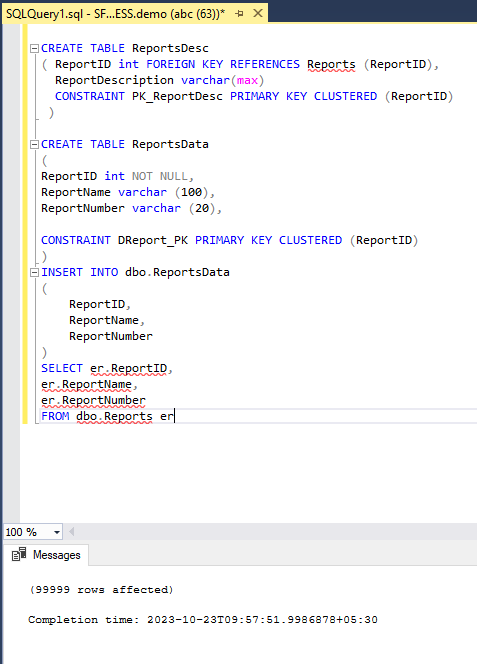 SQLQuery1.sql - SF...ESS.demo (abc (63))*
CREATE TABLE ReportsDesc
( ReportID int FOREIGN KEY REFERENCES Reports (ReportID),
ReportDescription varchar(max)
CONSTRAINT PK_ReportDesc PRIMARY KEY CLUSTERED (ReportID)
)
CREATE TABLE ReportsData
(
ReportID int NOT NULL,
ReportName varchar (100),
ReportNumber varchar (20),
CONSTRAINT DReport_PK PRIMARY KEY CLUSTERED (ReportID)
)
INSERT INTO dbo.ReportsData
(
ReportID,
ReportName,
ReportNumber
)
SELECT er.ReportID,
er.ReportName,
er.ReportNumber
FROM dbo.Reports er
100 %
Messages
(99999 rows affected)
Completion time: 2023-10-23T09:57:51.9986878+05:30